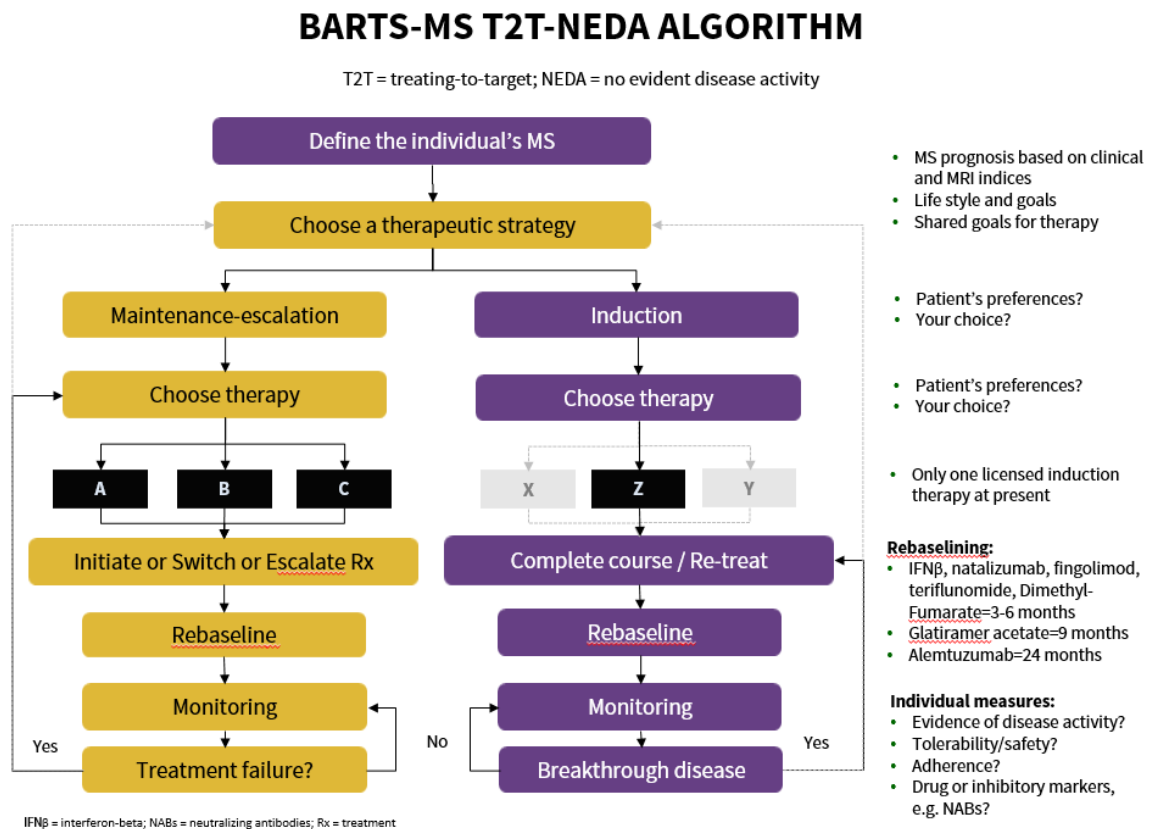 BARTS-MS T2T-NEDA ALGORITHM
T2T = treating-to-target; NEDA = no evident disease activity
Define the individual's MS
Choose a therapeutic strategy
Maintenance-escalation
Induction
Choose therapy
Choose therapy
A
B
C
X
Z
Y
Initiate or Switch or Escalate Rx
Complete course / Re-treat
Rebaseline
Rebaseline
Monitoring
Monitoring
Yes
No
Yes
Treatment failure?
Breakthrough disease
• MS prognosis based on clinical
and MRI indices
• Life style and goals
• Shared goals for therapy
• Patient's preferences?
• Your choice?
• Patient's preferences?
• Your choice?
• Only one licensed induction
therapy at present
Rebaselining:
• IFNβ, natalizumab, fingolimod,
teriflunomide, Dimethyl-
Fumarate=3-6 months
• Glatiramer acetate=9 months
• Alemtuzumab=24 months
Individual measures:
• Evidence of disease activity?
• Tolerability/safety?
• Adherence?
• Drug or inhibitory markers,
e.g. NABs?
IFNβ = interferon-beta; NABs = neutralizing antibodies; Rx = treatment